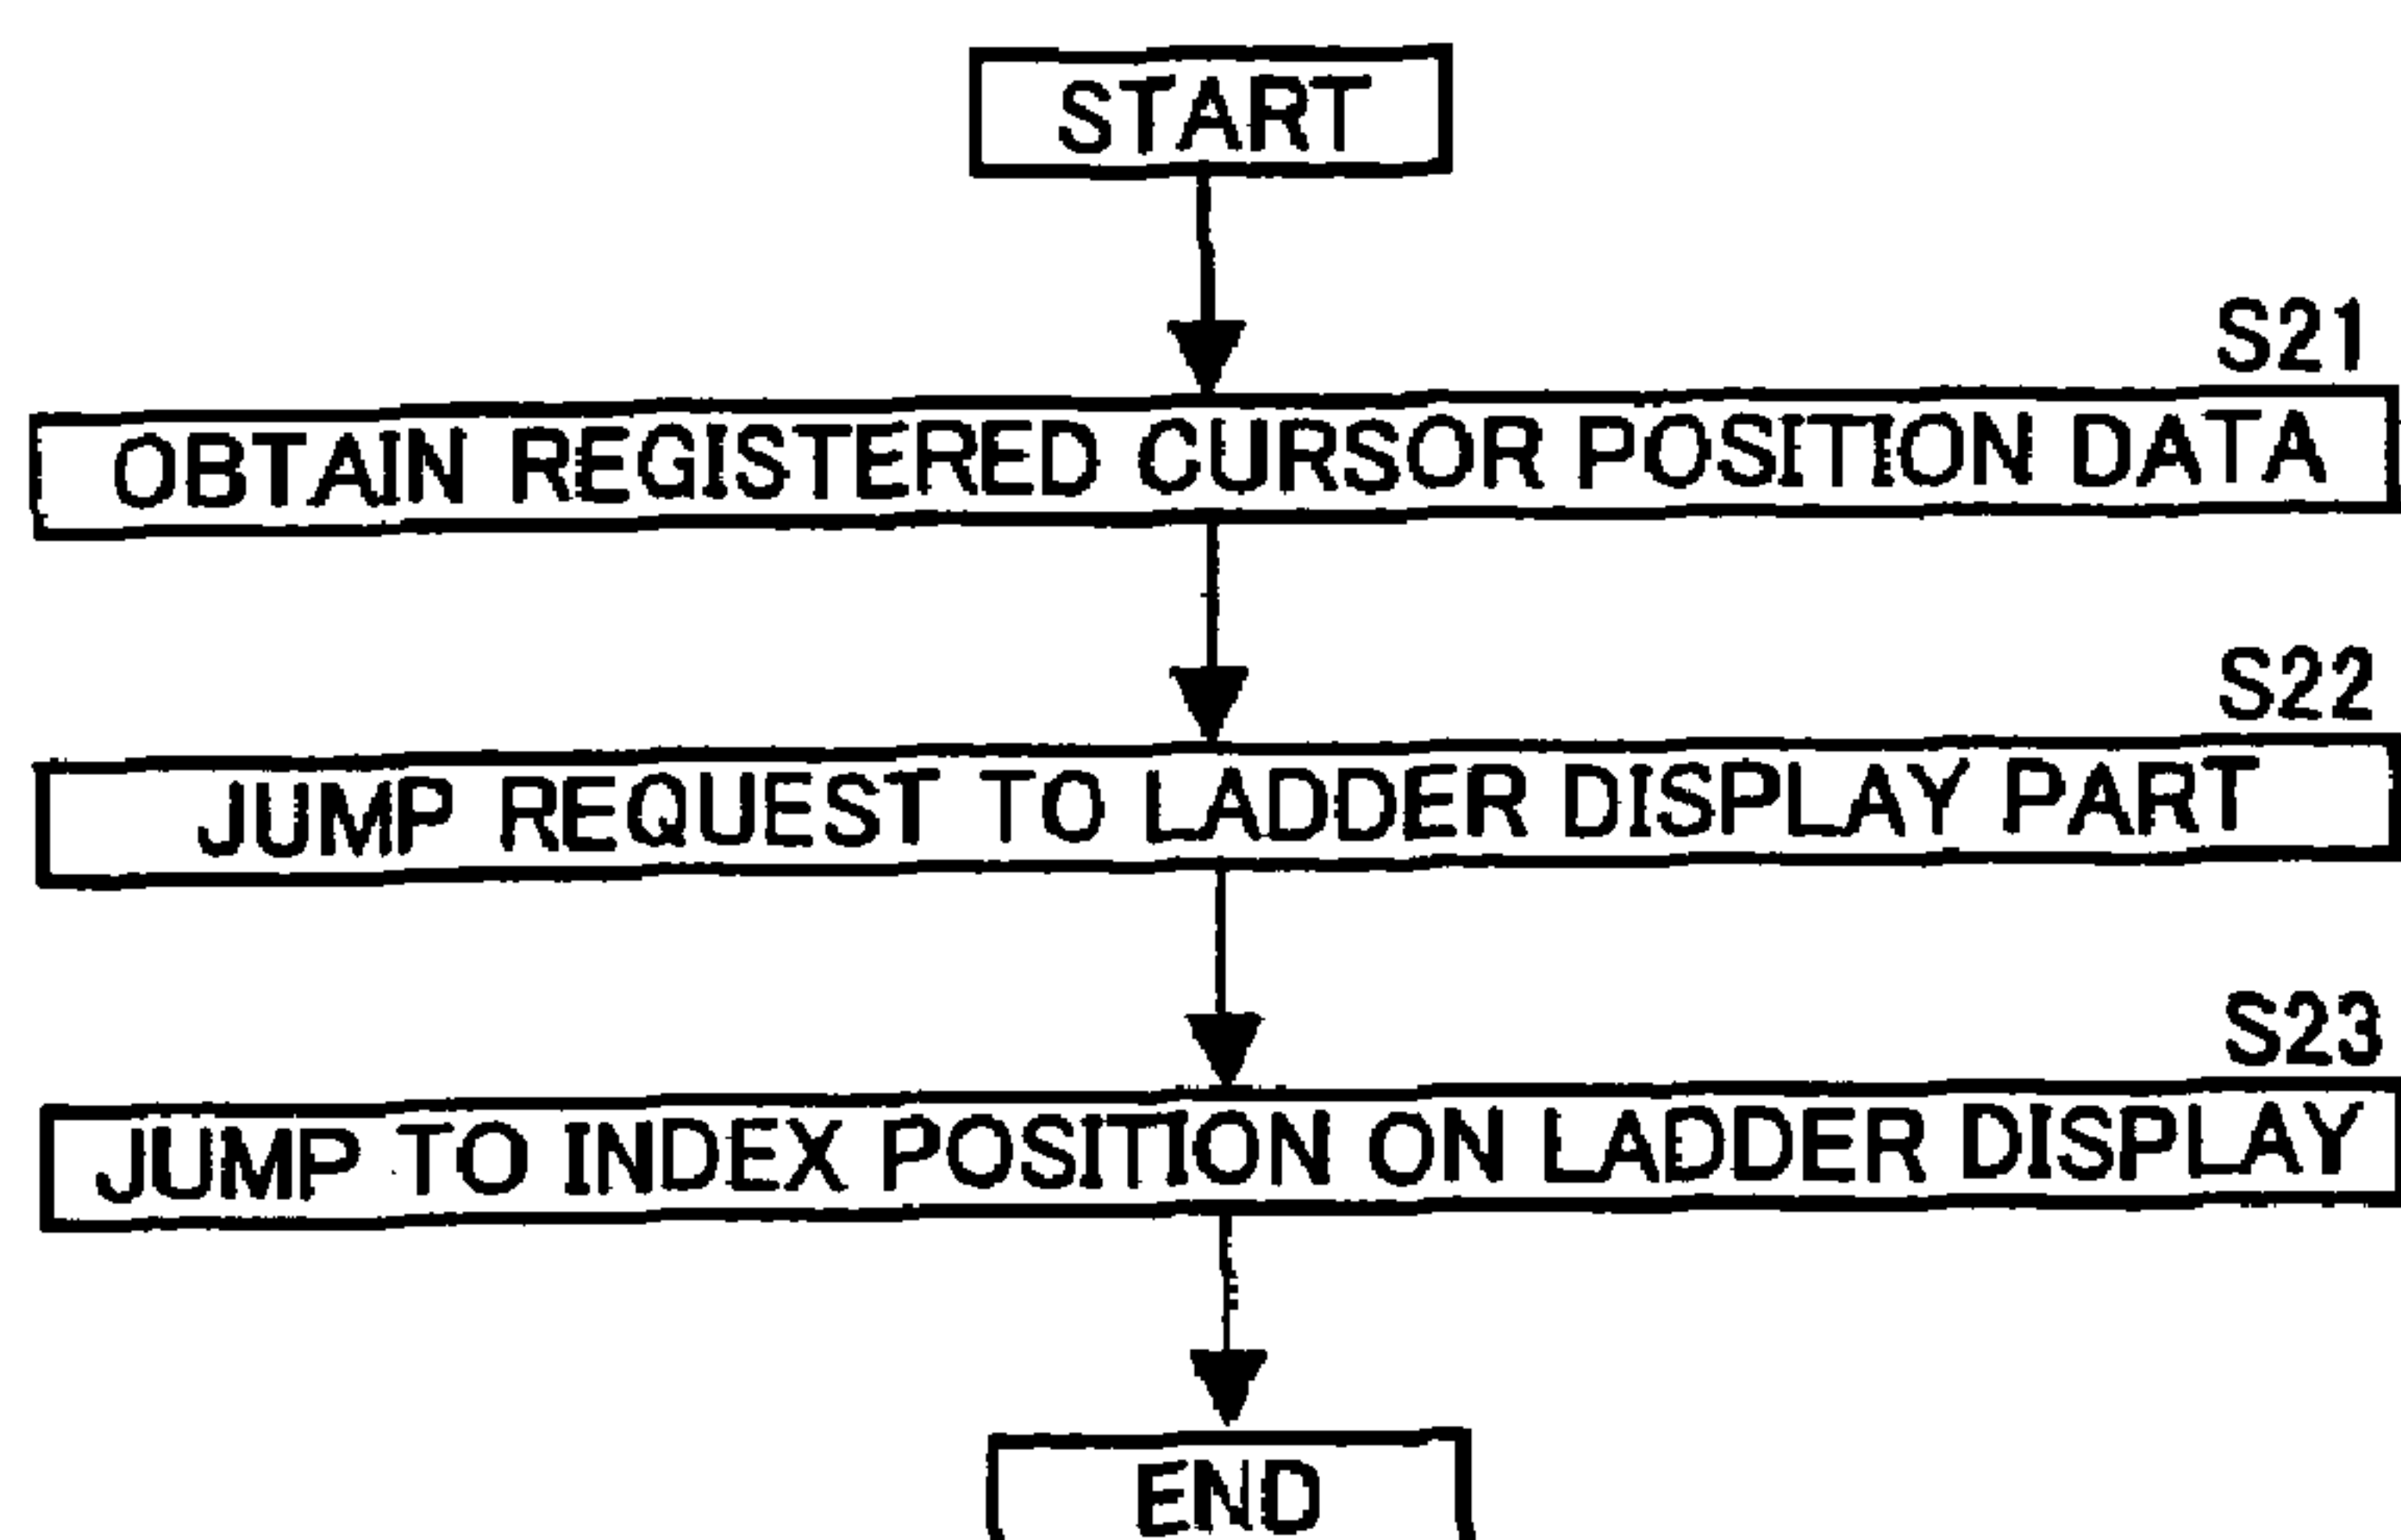 START
S21
OBTAIN REGISTERED CURSOR POSITION DATA
S22
JUMP REQUEST TO LADDER DISPLAY PART
S23
JUMP TO INDEX POSITION ON LADDER DISPLAY
END